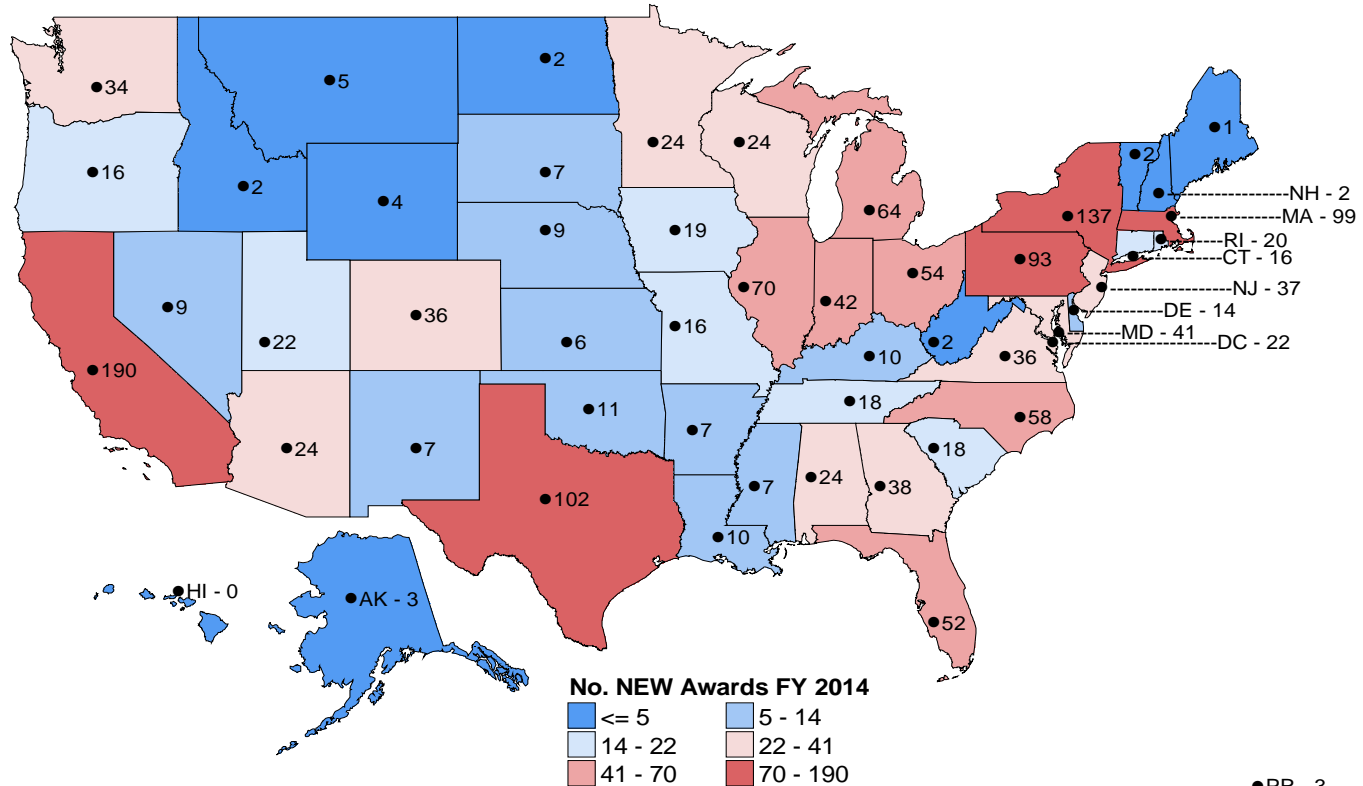 2
34
5
1
24
24
2
16
7
2
4
NH - 2
64
137
MA - 99
9
19
RI - 20
CT - 16
93
54
70
NJ - 37
42
9
36
DE - 14
16
MD - 41
22
6
2
DC - 22
10
36
190
18
11
58
7
24
7
18
24
7
38
102
10
HI - 0
AK - 3
52
No. NEW Awards FY 2014
<= 5
5 - 14
14 - 22
22 - 41
41 - 70
70 - 190